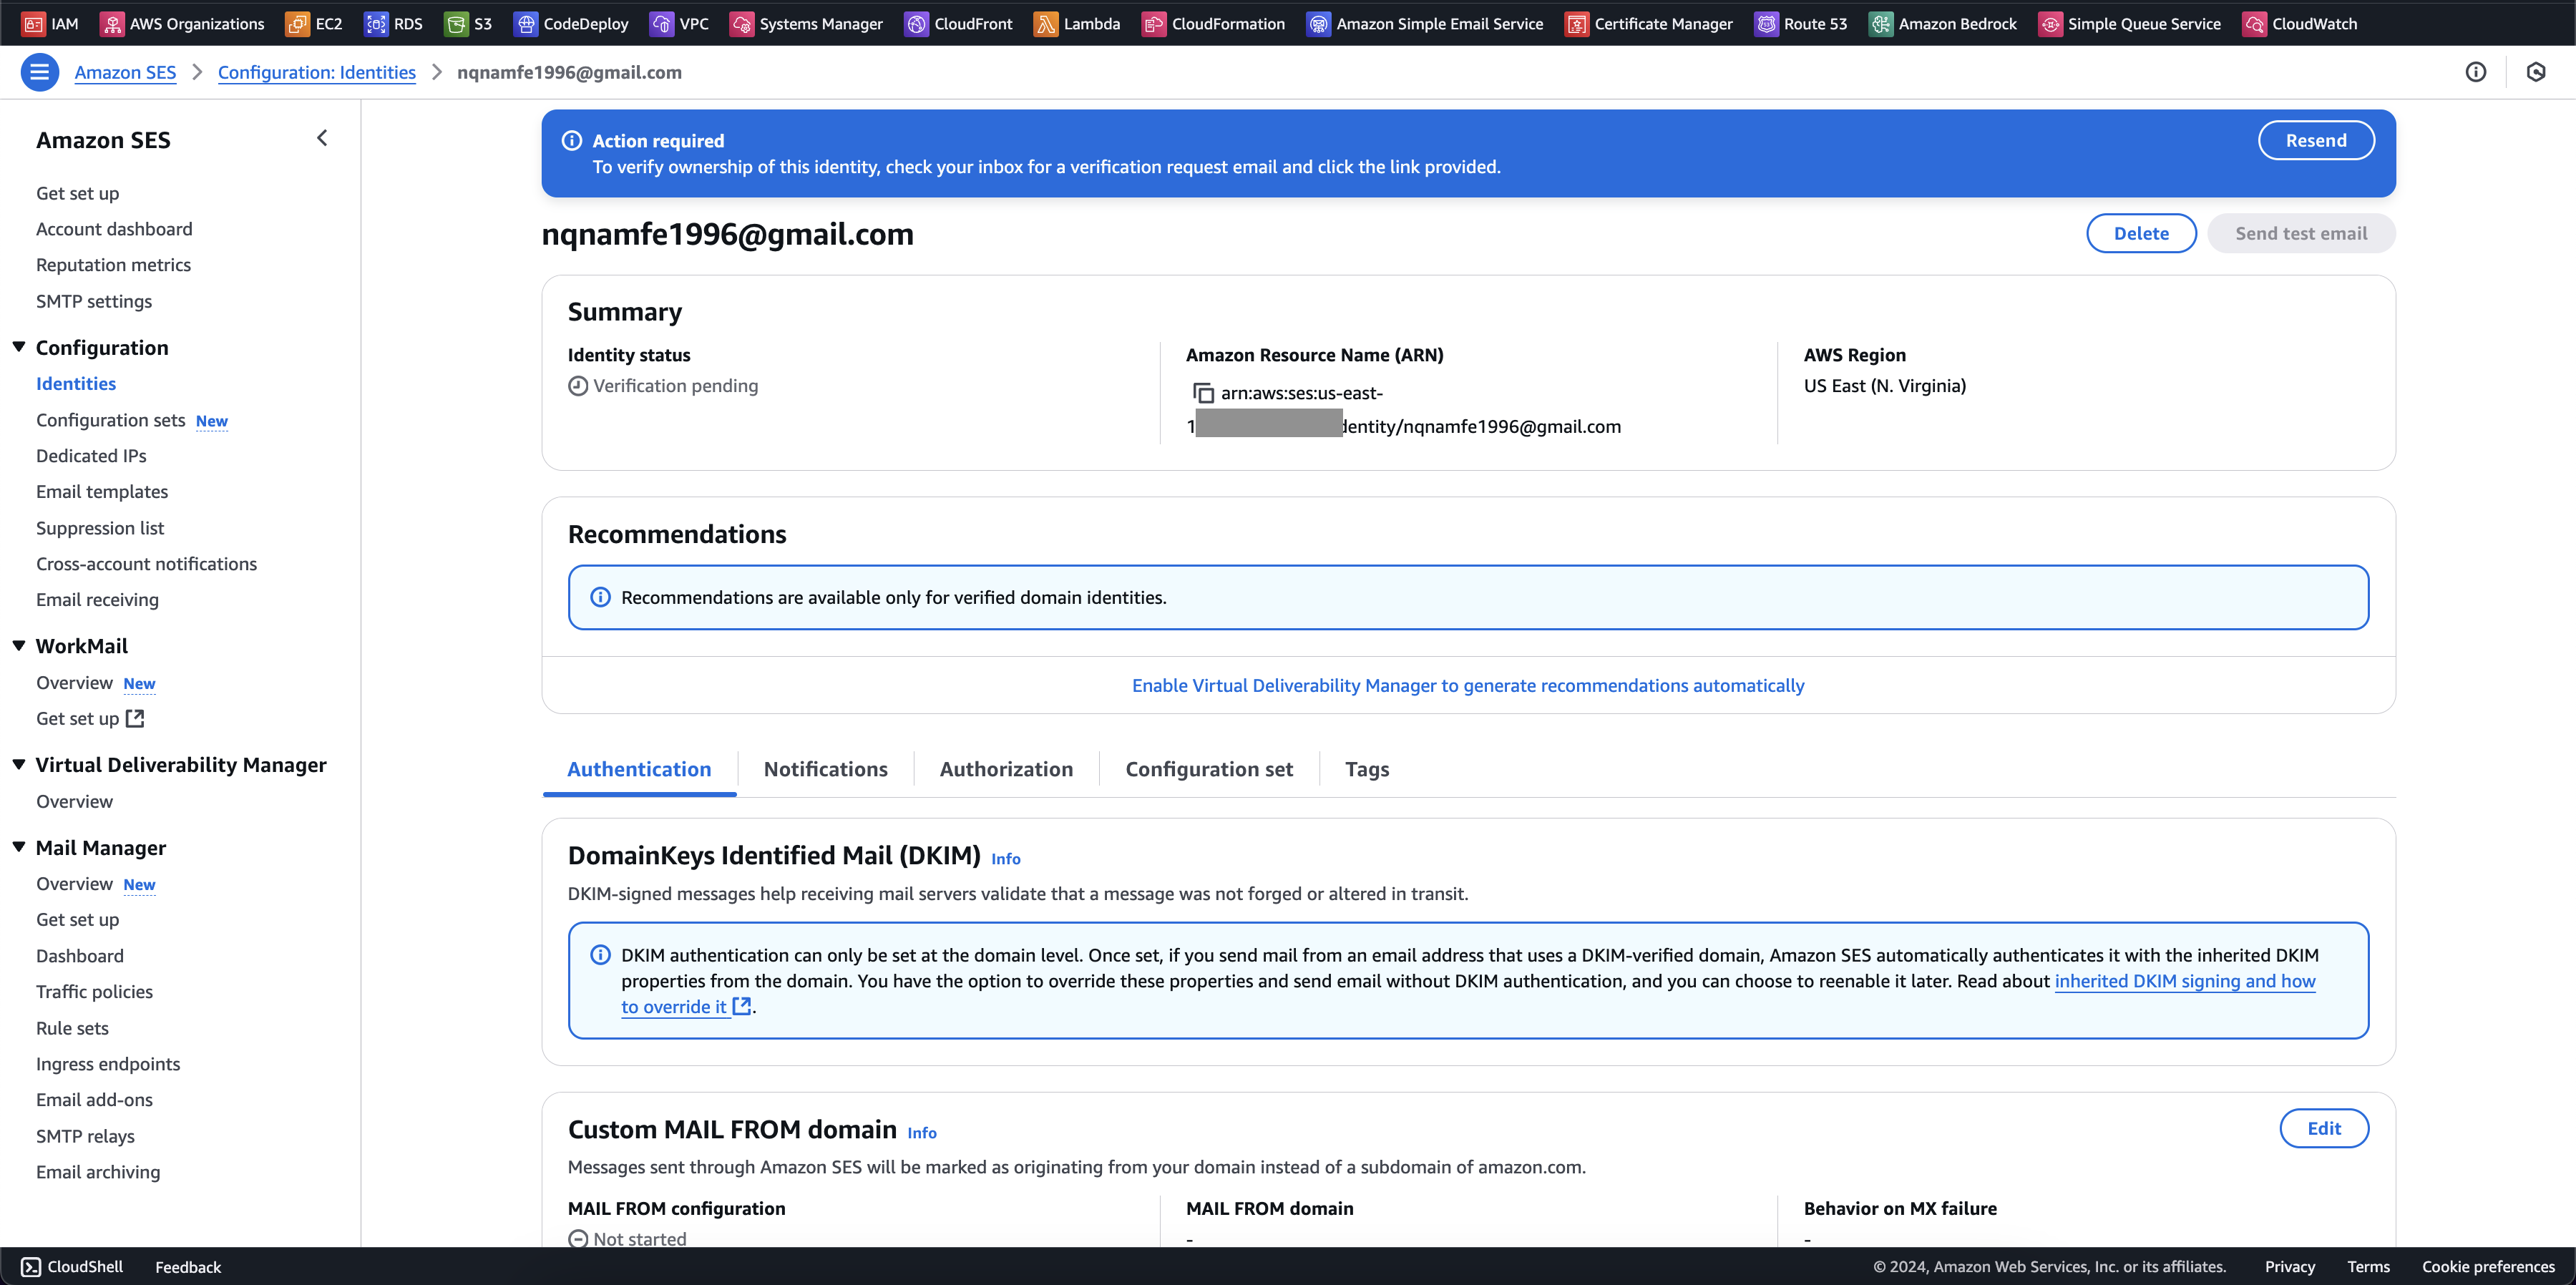 IAM AWS Organizations EC2 RDS S3 CodeDeploy VPC Systems Manager CloudFront Lambda CloudFormation Amazon Simple Email Service Certificate Manager Route 53 Amazon Bedrock Simple Queue Service CloudWatch
Amazon SES > Configuration: Identities > nqnamfe1996@gmail.com
Amazon SES
Get set up
Account dashboard
Reputation metrics
SMTP settings
Configuration
Identities
Configuration sets New
Dedicated IPs
Email templates
Suppression list
Cross-account notifications
Email receiving
WorkMail
Overview New
Get set up
Virtual Deliverability Manager
Overview
Mail Manager
Overview New
Get set up
Dashboard
Traffic policies
Rule sets
Ingress endpoints
Email add-ons
SMTP relays
Email archiving
Action required
To verify ownership of this identity, check your inbox for a verification request email and click the link provided.
Resend
nqnamfe1996@gmail.com
Delete
Send test email
Summary
Identity status
Verification pending
Amazon Resource Name (ARN)
arn:aws:ses:us-east-
1 dentity/nqnamfe1996@gmail.com
AWS Region
US East (N. Virginia)
Recommendations
Recommendations are available only for verified domain identities.
Enable Virtual Deliverability Manager to generate recommendations automatically
Authentication Notifications Authorization Configuration set Tags
DomainKeys Identified Mail (DKIM) Info
DKIM-signed messages help receiving mail servers validate that a message was not forged or altered in transit.
DKIM authentication can only be set at the domain level. Once set, if you send mail from an email address that uses a DKIM-verified domain, Amazon SES automatically authenticates it with the inherited DKIM
properties from the domain. You have the option to override these properties and send email without DKIM authentication, and you can choose to reenable it later. Read about inherited DKIM signing and how
to override it.
Custom MAIL FROM domain Info
Edit
Messages sent through Amazon SES will be marked as originating from your domain instead of a subdomain of amazon.com.
MAIL FROM configuration
Not started
MAIL FROM domain
-
Behavior on MX failure
-
CloudShell Feedback © 2024, Amazon Web Services, Inc. or its affiliates. Privacy Terms Cookie preferences